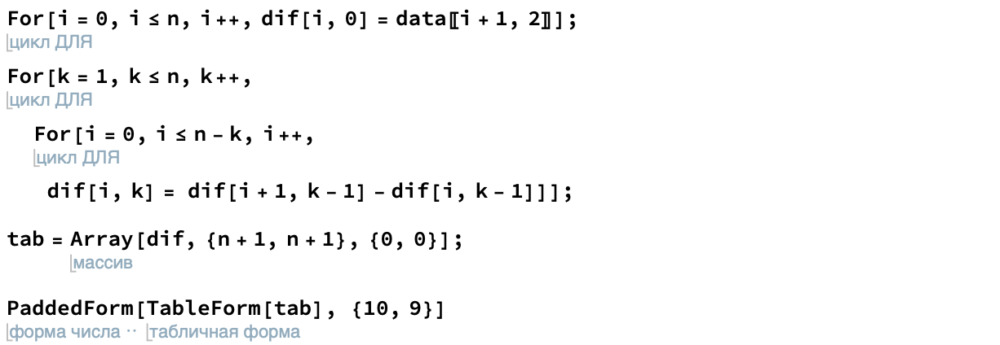 For[i = 0, i ≤ n, i++, dif[i, 0] = data〚i + 1, 2〛];
цикл ДЛЯ
For[k = 1, k ≤ n, k++,
цикл ДЛЯ
For[i = 0, i ≤ n - k, i++,
цикл ДЛЯ
dif[i, k] = dif[i + 1, k - 1] - dif[i, k - 1]]];
tab = Array[dif, {n + 1, n + 1}, {0, 0}];
массив
PaddedForm[TableForm[tab], {10, 9}]
форма числа ·· табличная форма